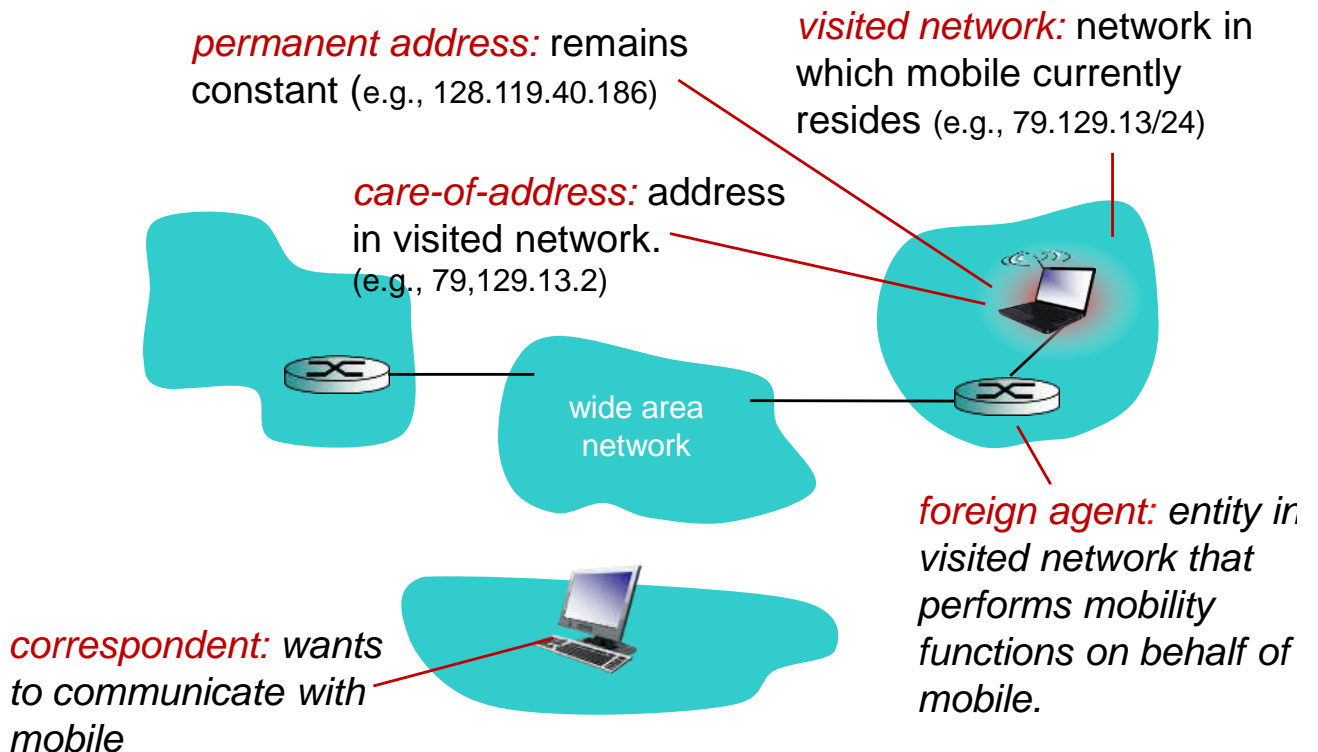 permanent address: remains
constant (e.g., 128.119.40.186)
visited network: network in
which mobile currently
resides (e.g., 79.129.13/24)
care-of-address: address
in visited network.
(e.g., 79,129.13.2)
wide area
network
foreign agent: entity in
visited network that
performs mobility
functions on behalf of
mobile.
correspondent: wants
to communicate with
mobile